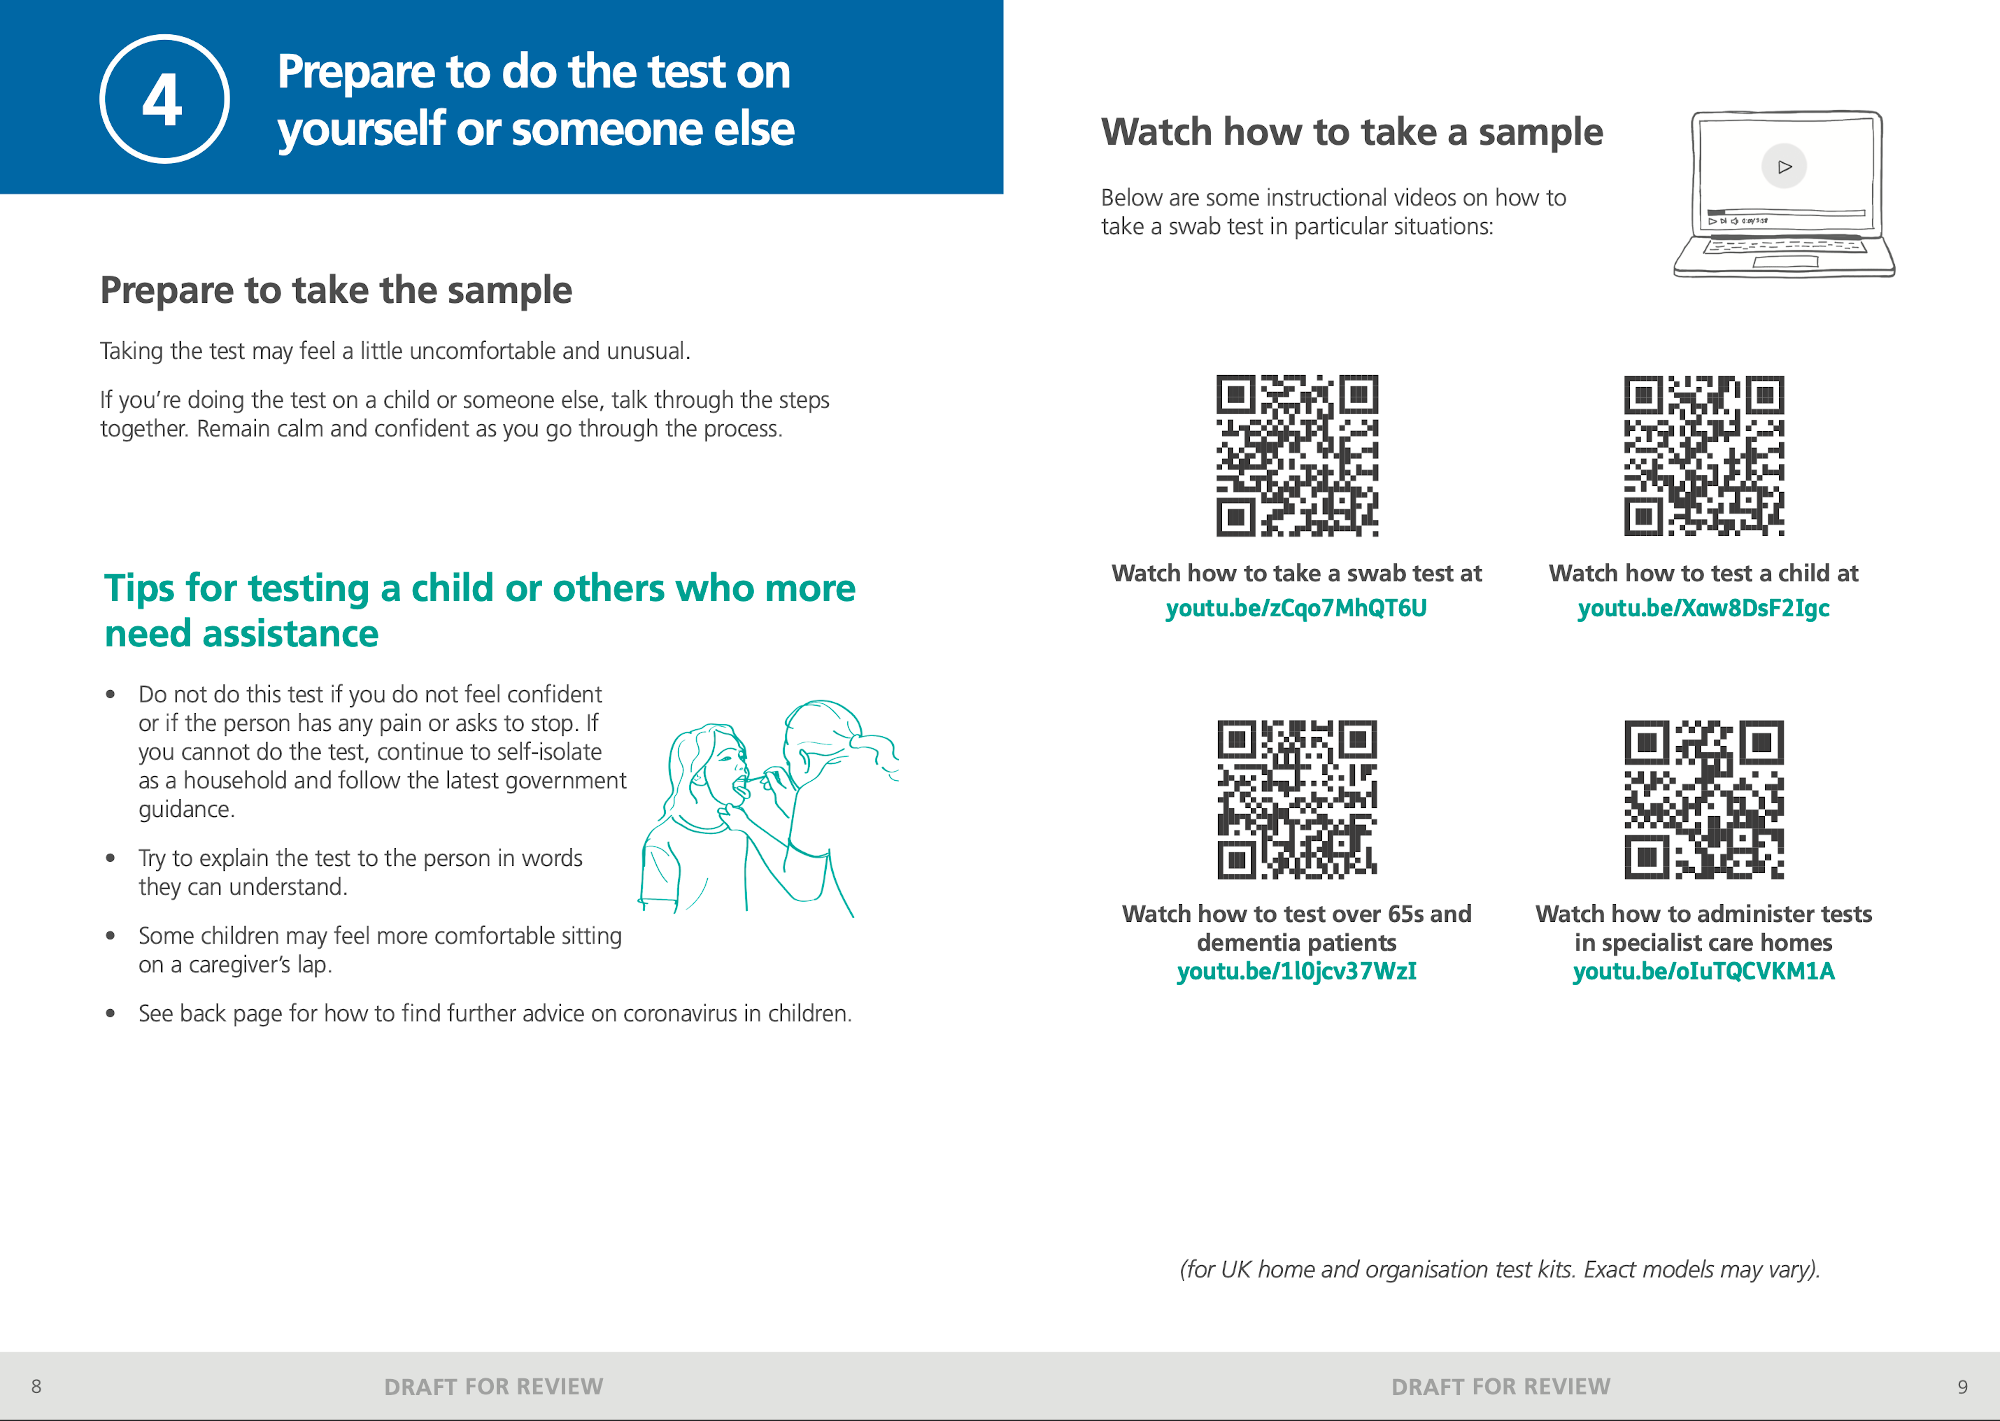 4
Prepare to do the test on
yourself or someone else
Prepare to take the sample
Taking the test may feel a little uncomfortable and unusual.
If you’re doing the test on a child or someone else, talk through the steps
together. Remain calm and confident as you go through the process.
Tips for testing a child or others who more
need assistance
• Do not do this test if you do not feel confident
or if the person has any pain or asks to stop. If
you cannot do the test, continue to self-isolate
as a household and follow the latest government
guidance.
• Try to explain the test to the person in words
they can understand.
• Some children may feel more comfortable sitting
on a caregiver’s lap.
• See back page for how to find further advice on coronavirus in children.
8
DRAFT FOR REVIEW
Watch how to take a sample
Below are some instructional videos on how to
take a swab test in particular situations:
Watch how to take a swab test at
youtu.be/zCqo7MhQT6U
Watch how to test a child at
youtu.be/Xaw8DsF2Igc
Watch how to test over 65s and
dementia patients
youtu.be/1l0jcv37WzI
Watch how to administer tests
in specialist care homes
youtu.be/oIuTQCVKM1A
(for UK home and organisation test kits. Exact models may vary).
DRAFT FOR REVIEW
9